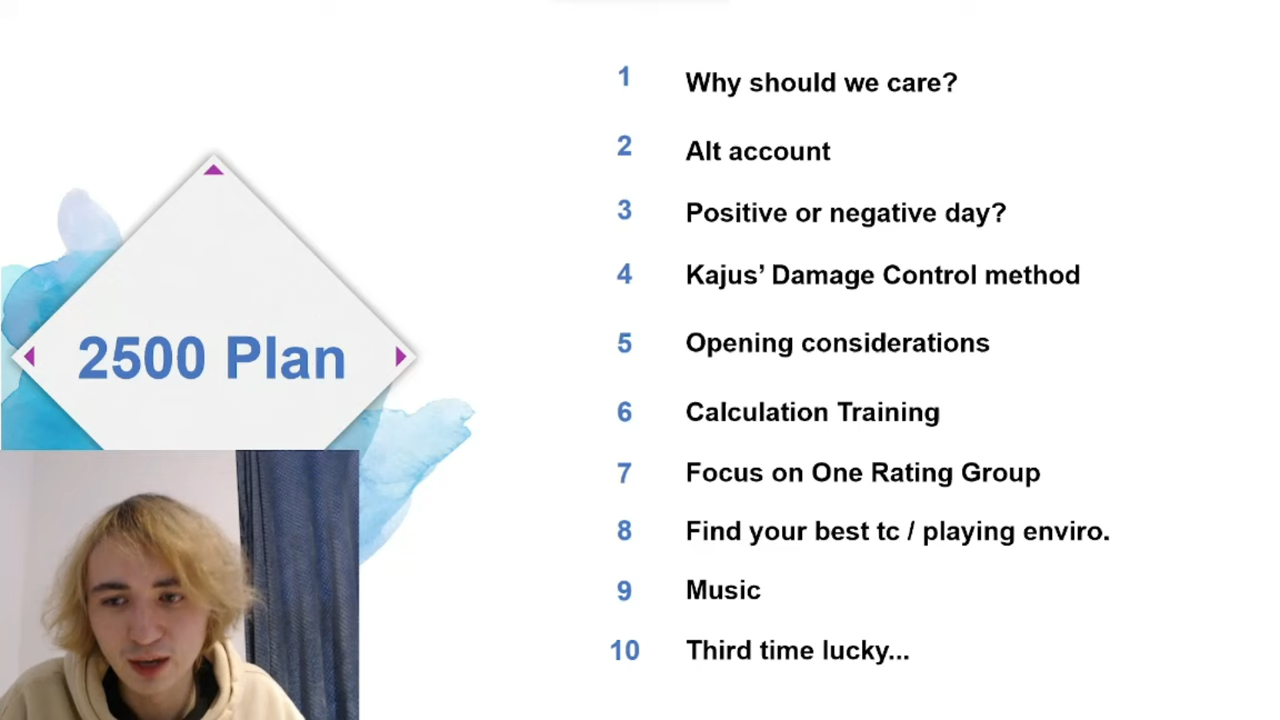 2500 Plan
1 Why should we care?
2 Alt account
3 Positive or negative day?
4 Kajus’ Damage Control method
5 Opening considerations
6 Calculation Training
7 Focus on One Rating Group
8 Find your best tc / playing enviro.
9 Music
10 Third time lucky...